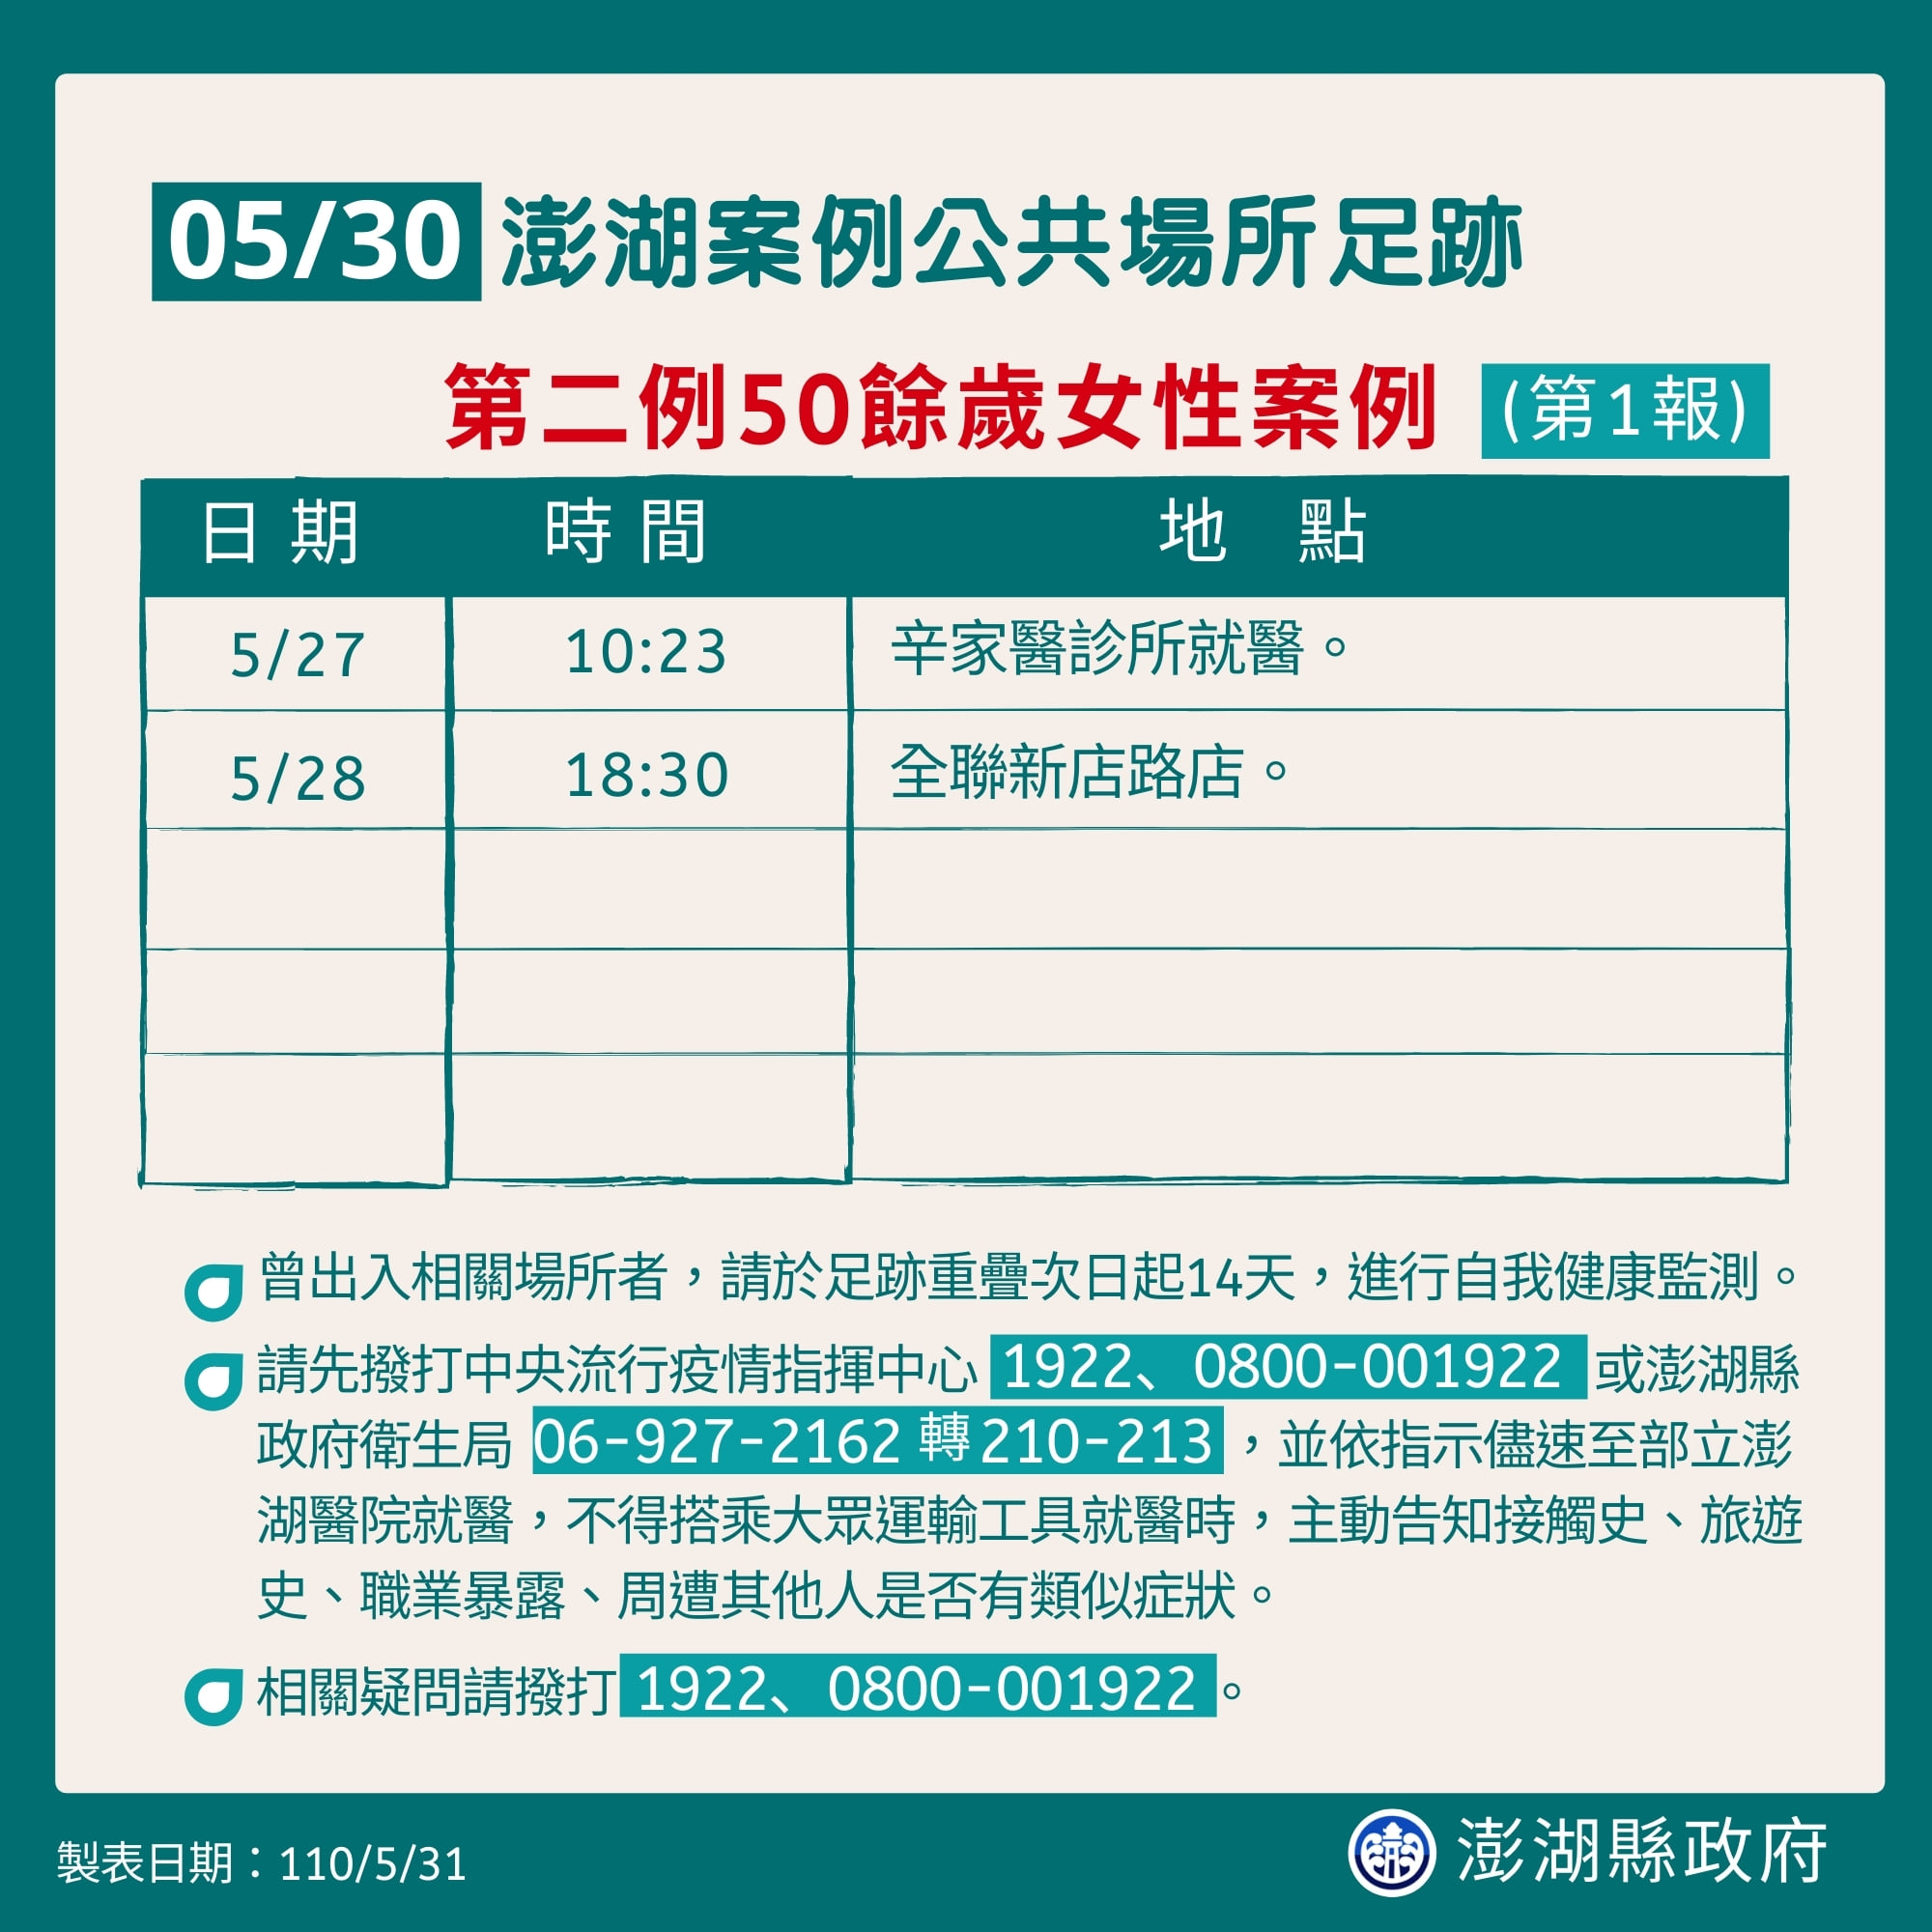 05/30 澎湖案例公共場所足跡
第二例50餘歲女性案例 (第1報)
日期 時間 地點
5/27 10:23 辛家醫診所就醫。
5/28 18:30 全聯新店路店。
曾出入相關場所者，請於足跡重疊次日起14天，進行自我健康監測。
請先撥打中央流行疫情指揮中心 1922、0800-001922 或澎湖縣
政府衛生局 06-927-2162 轉 210-213，並依指示儘速至部立澎
湖醫院就醫，不得搭乘大眾運輸工具就醫時，主動告知接觸史、旅遊
史、職業暴露、周遭其他人是否有類似症狀。
相關疑問請撥打 1922、0800-001922。
製表日期：110/5/31
澎湖縣政府